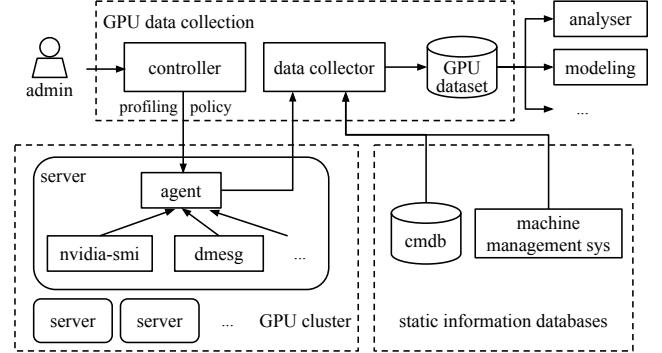 GPU data collection
analyser
admin
controller
data collector
GPU
dataset
modeling
profiling policy
...
server
agent
nvidia-smi
dmesg
...
cmdb
machine
management sys
server
server
...
GPU cluster
static information databases